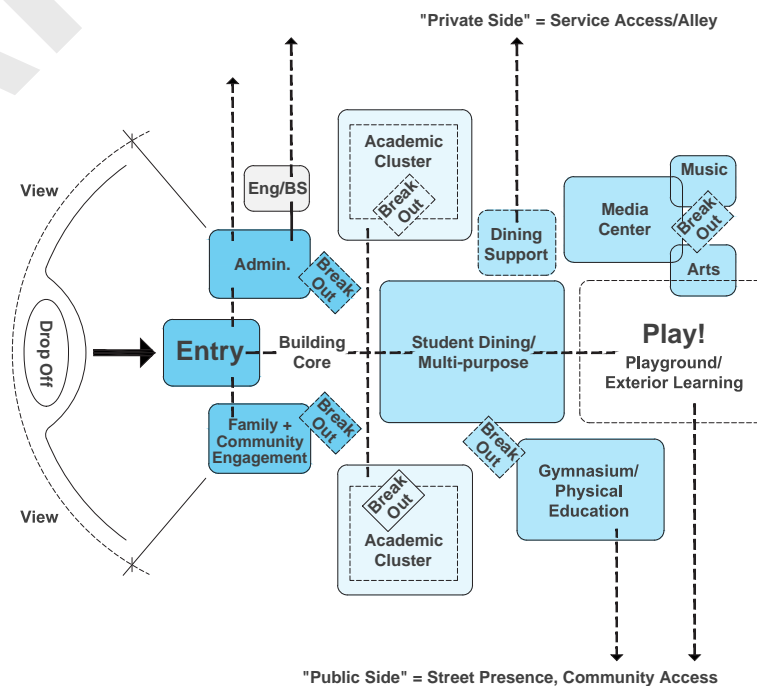 "Private Side" = Service Access/Alley
Academic
Cluster
Break
Out
View
Eng/BS
Music
Media
Center
Break
Out
Arts
Dining
Support
Admin.
Break
Out
Drop Off
Entry
Building
Core
Student Dining/
Multi-purpose
Play!
Playground/
Exterior Learning
Family +
Community
Engagement
Break
Out
Break
Out
Gymnasium/
Physical
Education
Break
Out
Academic
Cluster
View
"Public Side" = Street Presence, Community Access